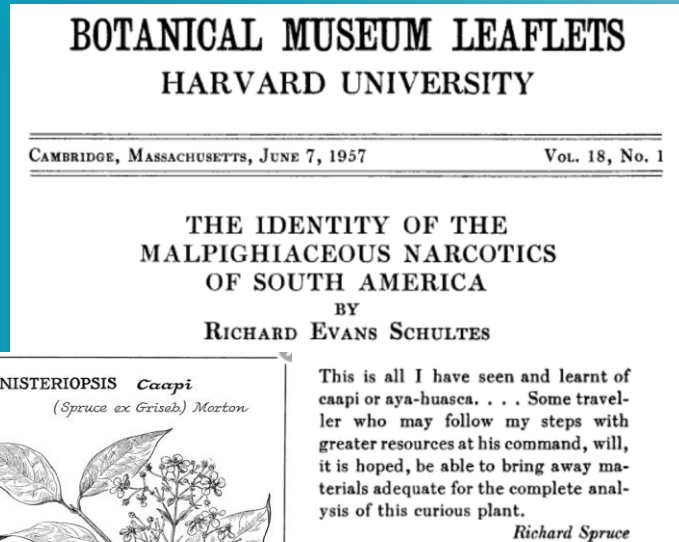 BOTANICAL MUSEUM LEAFLETS
HARVARD UNIVERSITY
CAMBRIDGE, MASSACHUSETTS, JUNE 7, 1957 VOL. 18, NO. 1
THE IDENTITY OF THE
MALPIGHIACEOUS NARCOTICS
OF SOUTH AMERICA
BY
RICHARD EVANS SCHULTES
NISTERIOPSIS Caapi
(Spruce ex Griseb.) Morton
This is all I have seen and learnt of
caapi or aya-huasca. . . . Some travel-
ler who may follow my steps with
greater resources at his command, will,
it is hoped, be able to bring away ma-
terials adequate for the complete anal-
ysis of this curious plant.
Richard Spruce